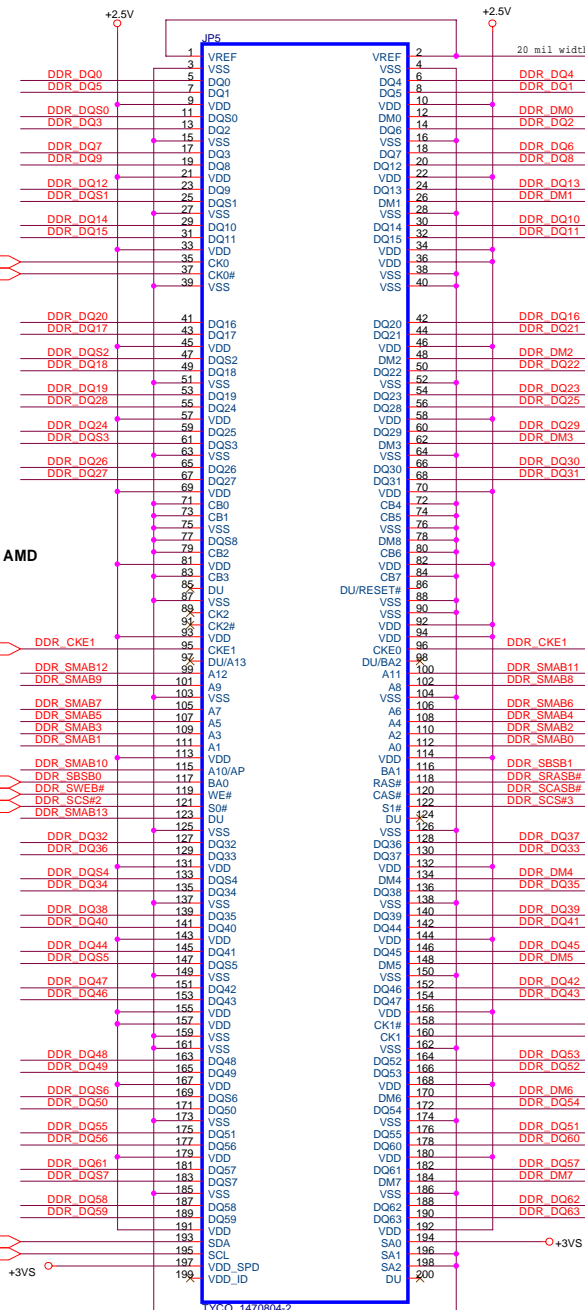 +2.5V
+2.5V
JP5
1 VREF VREF 2 20 mil width
3 VSS VSS 4
DDR_DQ0 5 DQ0 DQ4 6 DDR_DQ4
DDR_DQ5 7 DQ1 DQ5 8 DDR_DQ1
9 VDD VDD 10
DDR_DQS0 11 DQS0 DM0 12 DDR_DM0
DDR_DQ3 13 DQ2 DQ6 14 DDR_DQ2
15 VSS VSS 16
DDR_DQ7 17 DQ3 DQ7 18 DDR_DQ6
DDR_DQ9 19 DQ8 DQ12 20 DDR_DQ8
21 VDD VDD 22
DDR_DQ12 23 DQ9 DQ13 24 DDR_DQ13
DDR_DQS1 25 DQS1 DM1 26 DDR_DM1
27 VSS VSS 28
DDR_DQ14 29 DQ10 DQ14 30 DDR_DQ10
DDR_DQ15 31 DQ11 DQ15 32 DDR_DQ11
33 VDD VDD 34
35 CK0 VDD 36
37 CK0# VSS 38
39 VSS VSS 40
DDR_DQ20 41 DQ16 DQ20 42 DDR_DQ16
DDR_DQ17 43 DQ17 DQ21 44 DDR_DQ21
45 VDD VDD 46
DDR_DQS2 47 DQS2 DM2 48 DDR_DM2
DDR_DQ18 49 DQ18 DQ22 50 DDR_DQ22
51 VSS VSS 52
DDR_DQ19 53 DQ19 DQ23 54 DDR_DQ23
DDR_DQ28 55 DQ24 DQ28 56 DDR_DQ25
57 VDD VDD 58
DDR_DQ24 59 DQ25 DQ29 60 DDR_DQ29
DDR_DQS3 61 DQS3 DM3 62 DDR_DM3
63 VSS VSS 64
DDR_DQ26 65 DQ26 DQ30 66 DDR_DQ30
DDR_DQ27 67 DQ27 DQ31 68 DDR_DQ31
69 VDD VDD 70
71 CB0 CB4 72
73 CB1 CB5 74
75 VSS VSS 76
77 DQS8 DM8 78
79 CB2 CB6 80
AMD
81 VDD VDD 82
83 CB3 CB7 84
85 DU DU/RESET# 86
87 VSS VSS 88
89 CK2 VSS 90
91 CK2# VDD 92
93 VDD VDD 94
DDR_CKE1 95 CKE1 CKE0 96 DDR_CKE1
97 DU/A13 DU/BA2 98
DDR_SMAB12 99 A12 A11 100 DDR_SMAB11
DDR_SMAB9 101 A9 A8 102 DDR_SMAB8
103 VSS VSS 104
DDR_SMAB7 105 A7 A6 106 DDR_SMAB6
DDR_SMAB5 107 A5 A4 108 DDR_SMAB4
DDR_SMAB3 109 A3 A2 110 DDR_SMAB2
DDR_SMAB1 111 A1 A0 112 DDR_SMAB0
113 VDD VDD 114
DDR_SMAB10 115 A10/AP BA1 116 DDR_SBSB1
DDR_SBSB0 117 BA0 RAS# 118 DDR_SRASB#
DDR_SWEB# 119 WE# CAS# 120 DDR_SCASB#
DDR_SCS#2 121 S0# S1# 122 DDR_SCS#3
DDR_SMAB13 123 DU DU 124
125 VSS VSS 126
DDR_DQ32 127 DQ32 DQ36 128 DDR_DQ37
DDR_DQ36 129 DQ33 DQ37 130 DDR_DQ33
131 VDD VDD 132
DDR_DQS4 133 DQS4 DM4 134 DDR_DM4
DDR_DQ34 135 DQ34 DQ38 136 DDR_DQ35
137 VSS VSS 138
DDR_DQ38 139 DQ35 DQ39 140 DDR_DQ39
DDR_DQ40 141 DQ40 DQ44 142 DDR_DQ41
143 VDD VDD 144
DDR_DQ44 145 DQ41 DQ45 146 DDR_DQ45
DDR_DQS5 147 DQS5 DM5 148 DDR_DM5
149 VSS VSS 150
DDR_DQ47 151 DQ42 DQ46 152 DDR_DQ42
DDR_DQ46 153 DQ43 DQ47 154 DDR_DQ43
155 VDD VDD 156
157 VDD CK1# 158
159 VSS CK1 160
161 VSS VSS 162
DDR_DQ48 163 DQ48 DQ52 164 DDR_DQ53
DDR_DQ49 165 DQ49 DQ53 166 DDR_DQ52
167 VDD VDD 168
DDR_DQS6 169 DQS6 DM6 170 DDR_DM6
DDR_DQ50 171 DQ50 DQ54 172 DDR_DQ54
173 VSS VSS 174
DDR_DQ55 175 DQ51 DQ55 176 DDR_DQ51
DDR_DQ56 177 DQ56 DQ60 178 DDR_DQ60
179 VDD VDD 180
DDR_DQ61 181 DQ57 DQ61 182 DDR_DQ57
DDR_DQS7 183 DQS7 DM7 184 DDR_DM7
185 VSS VSS 186
DDR_DQ58 187 DQ58 DQ62 188 DDR_DQ62
DDR_DQ59 189 DQ59 DQ63 190 DDR_DQ63
191 VDD VDD 192
193 SDA SA0 194 +3VS
195 SCL SA1 196
+3VS 197 VDD_SPD SA2 198
199 VDD_ID DU 200
TYCO_1470804-2